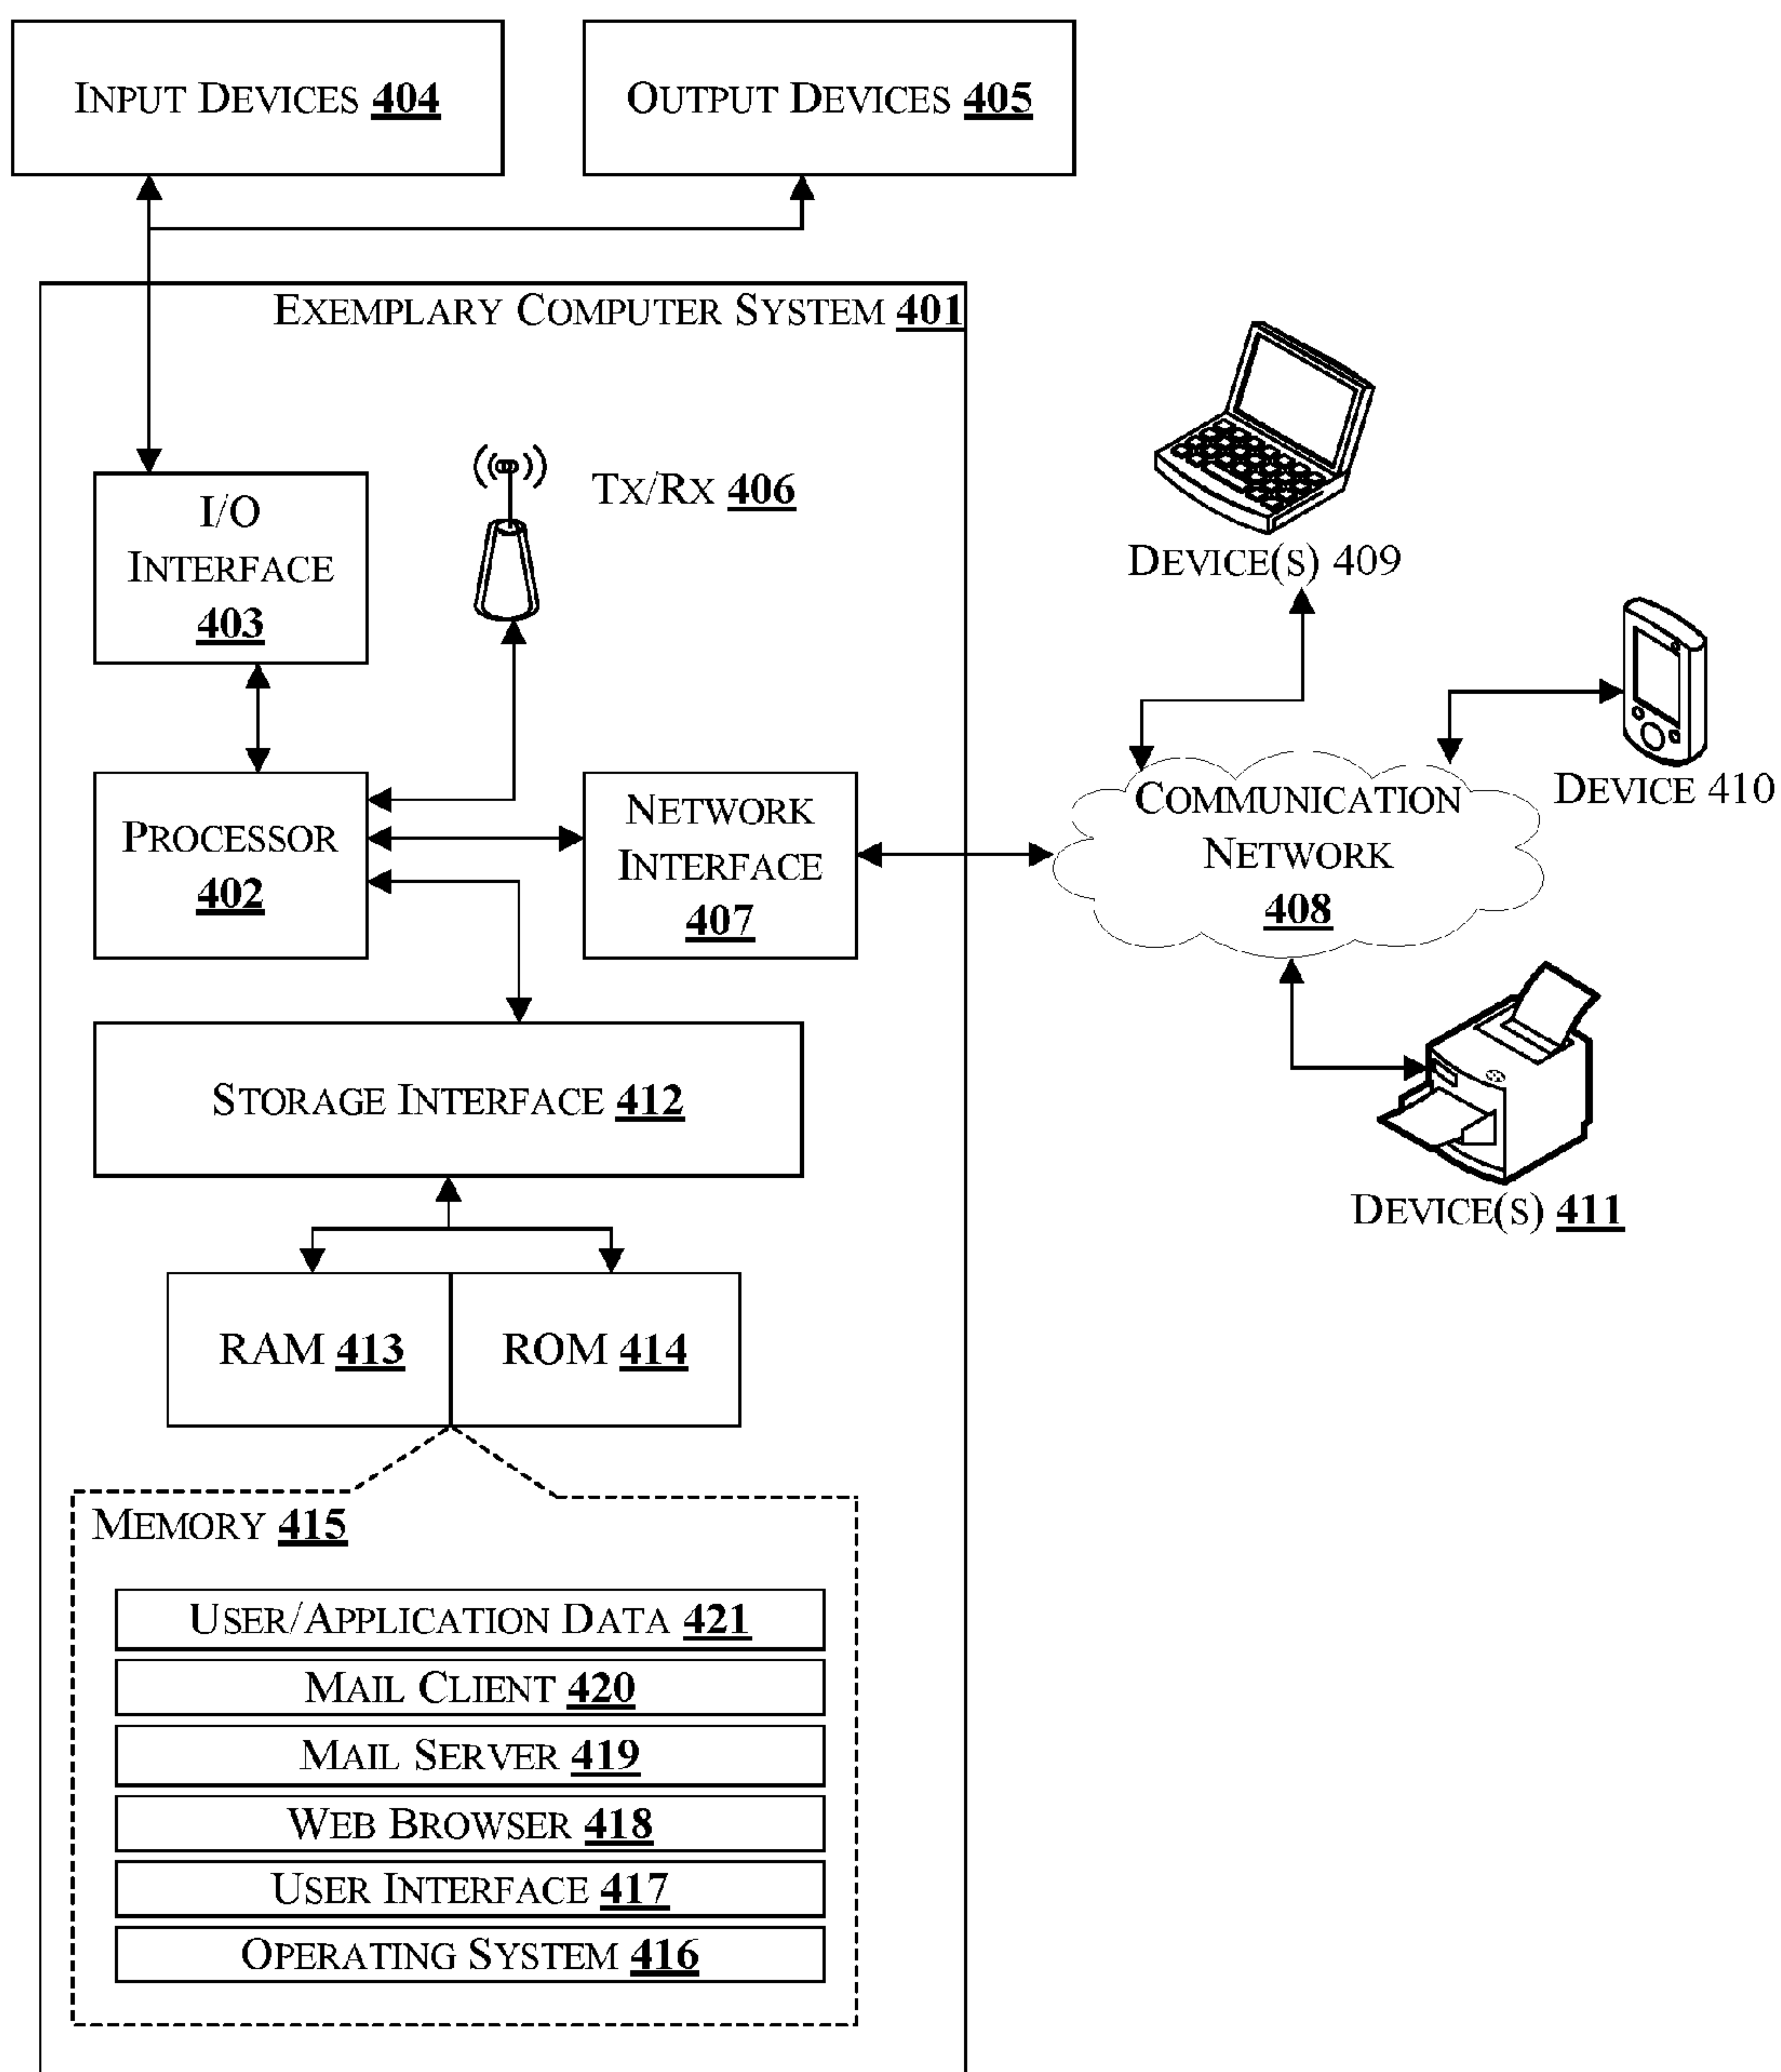 INPUT DEVICES 404
OUTPUT DEVICES 405
EXEMPLARY COMPUTER SYSTEM 401
I/O
INTERFACE
403
TX/RX 406
DEVICE(S) 409
DEVICE 410
PROCESSOR
402
NETWORK
INTERFACE
407
COMMUNICATION
NETWORK
408
STORAGE INTERFACE 412
DEVICE(S) 411
RAM 413
ROM 414
MEMORY 415
USER/APPLICATION DATA 421
MAIL CLIENT 420
MAIL SERVER 419
WEB BROWSER 418
USER INTERFACE 417
OPERATING SYSTEM 416